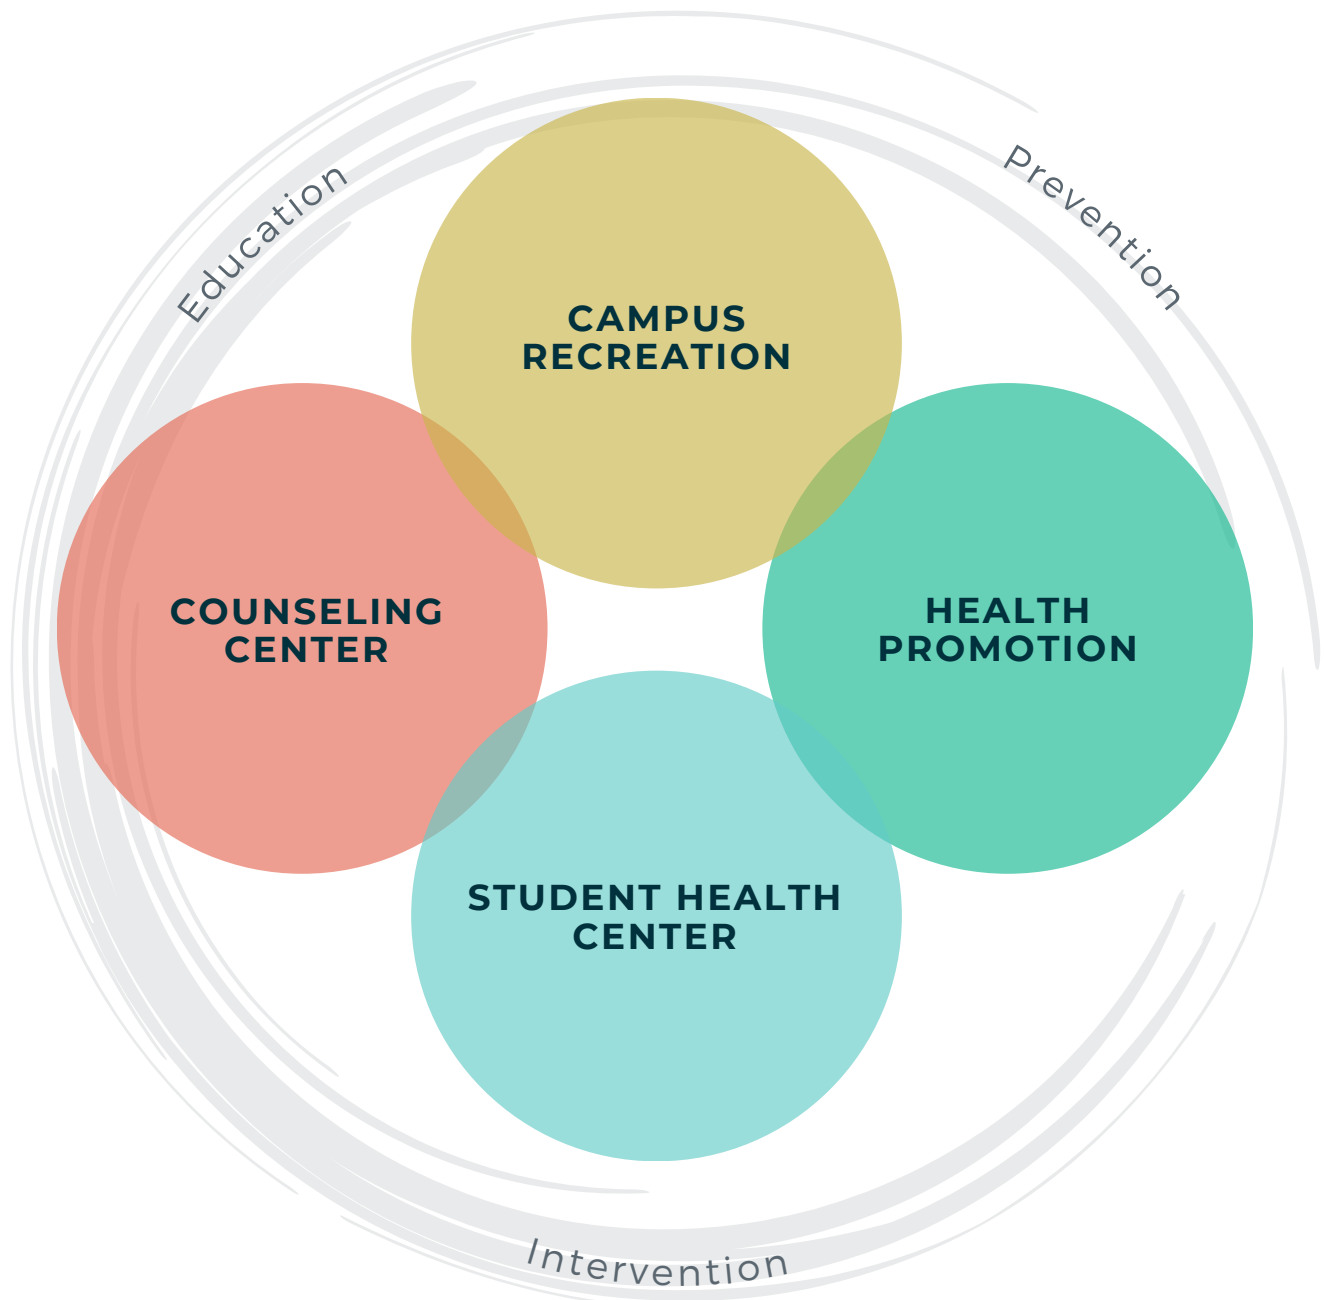 Education
Prevention
CAMPUS
RECREATION
COUNSELING
CENTER
HEALTH
PROMOTION
STUDENT HEALTH
CENTER
Intervention